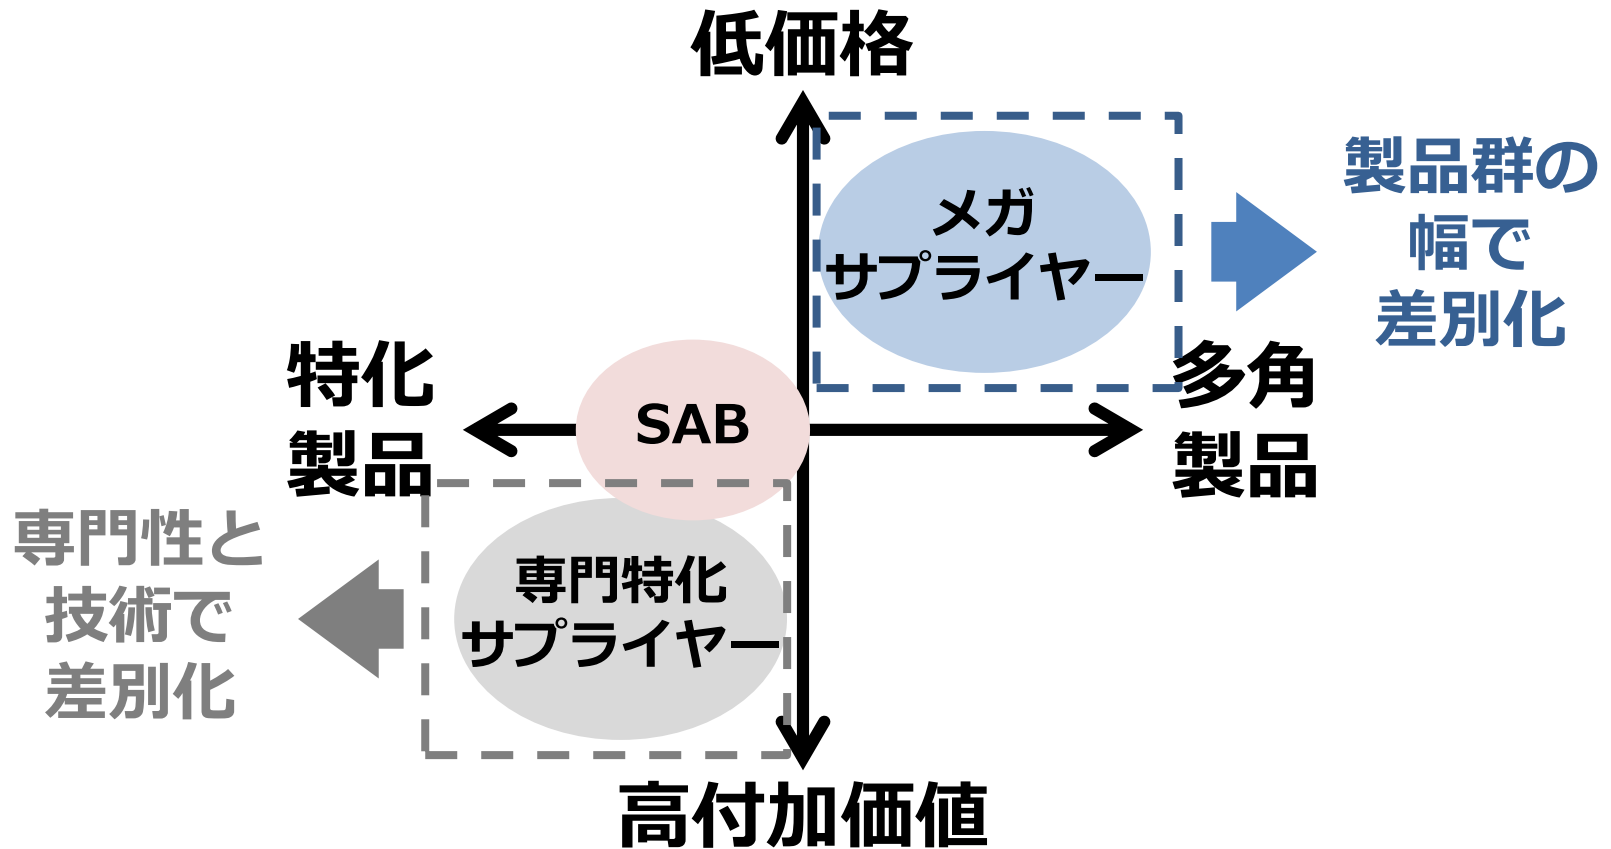 低価格
メガ
サプライヤー
製品群の
幅で
差別化
特化
製品
SAB
多角
製品
専門性と
技術で
差別化
専門特化
サプライヤー
高付加価値